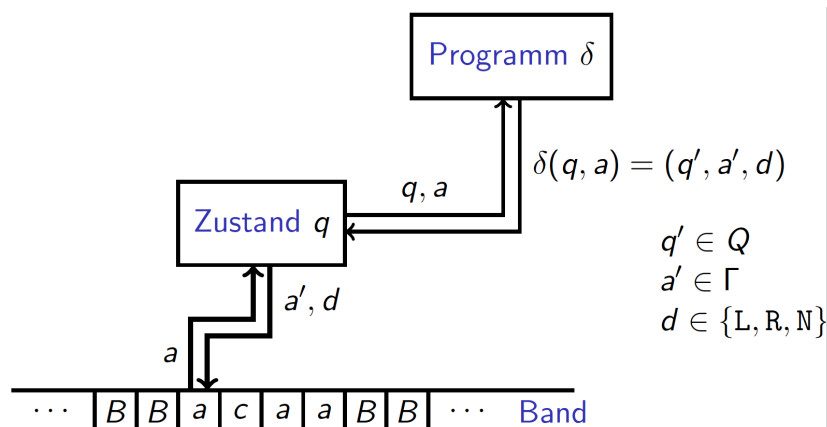 Programm δ
δ(q, a) = (q′, a′, d)
q, a
Zustand q
q′ ∈ Q
a′ ∈ Γ
d ∈ {L, R, N}
a′, d
a
··· B B a c a a B B ··· Band